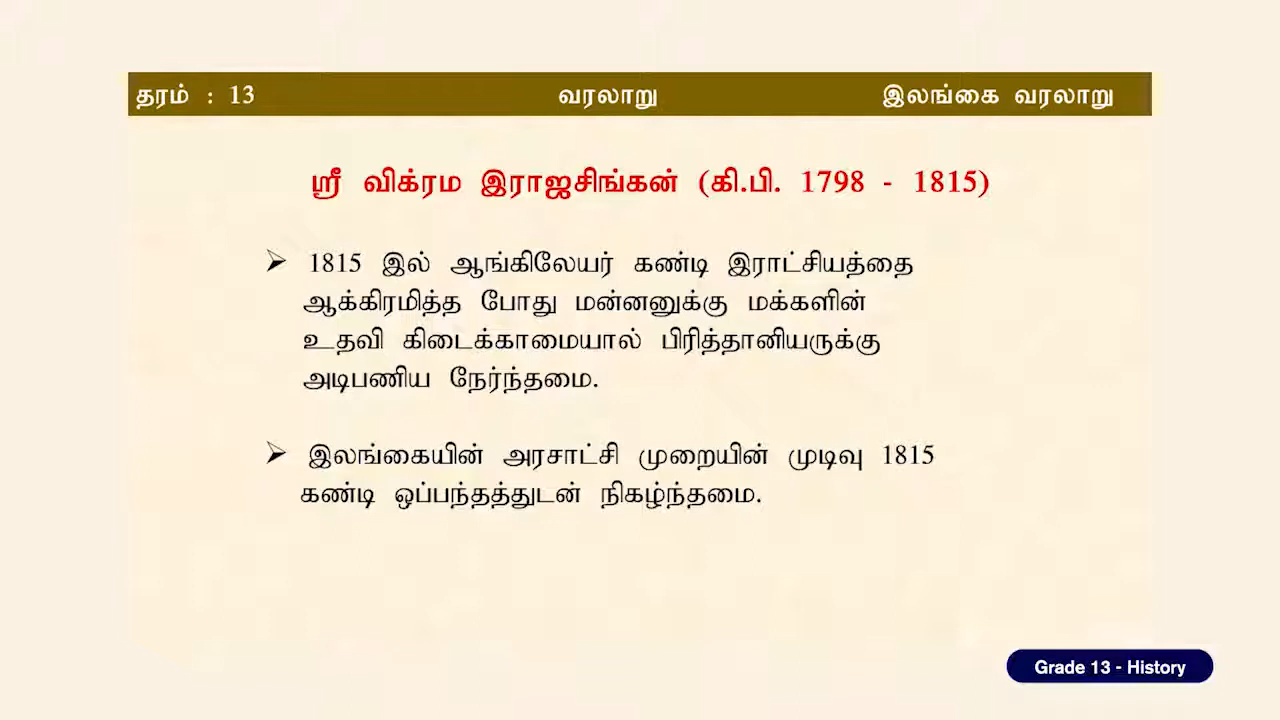 தரம் : 13 வரலாறு இலங்கை வரலாறு
ஸ்ரீ விக்ரம இராஜசிங்கன் (கி.பி. 1798 - 1815)
➢ 1815 இல் ஆங்கிலேயர் கண்டி இராட்சியத்தை
ஆக்கிரமித்த போது மன்னனுக்கு மக்களின்
உதவி கிடைக்காமையால் பிரித்தானியருக்கு
அடிபணிய நேர்ந்தமை.
➢ இலங்கையின் அரசாட்சி முறையின் முடிவு 1815
கண்டி ஒப்பந்தத்துடன் நிகழ்ந்தமை.
Grade 13 - History